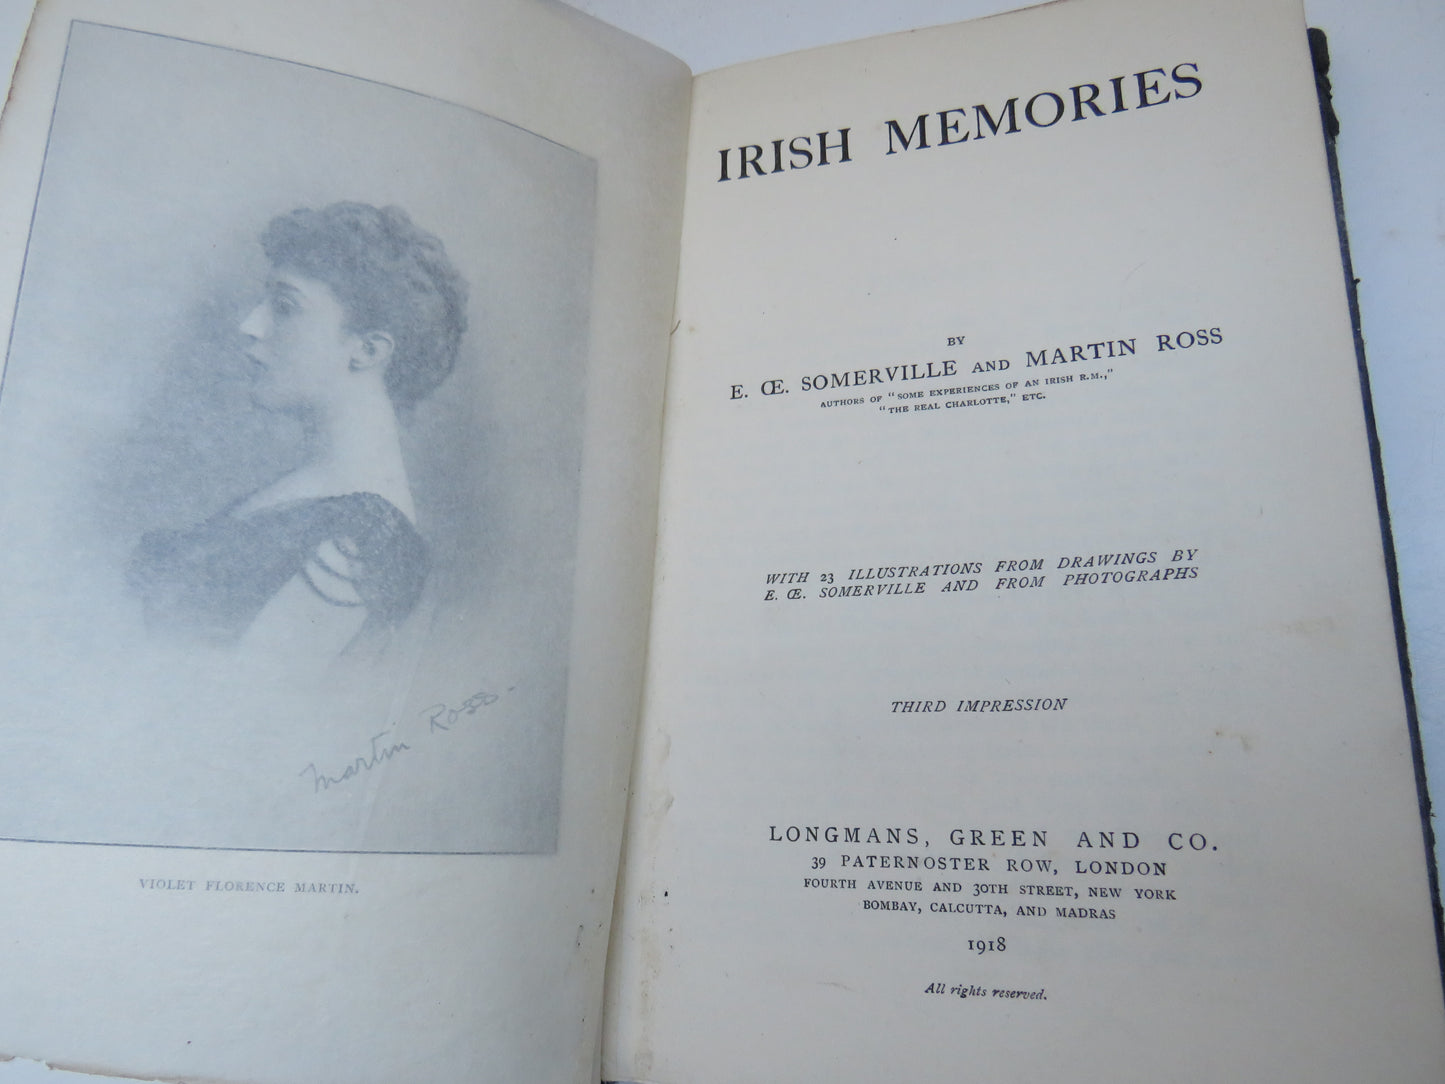 Martin Ross.
VIOLET FLORENCE MARTIN.
IRISH MEMORIES
BY
E. Œ. SOMERVILLE AND MARTIN ROSS
AUTHORS OF "SOME EXPERIENCES OF AN IRISH R.M.,"
"THE REAL CHARLOTTE," ETC.
WITH 23 ILLUSTRATIONS FROM DRAWINGS BY
E. Œ. SOMERVILLE AND FROM PHOTOGRAPHS
THIRD IMPRESSION
LONGMANS, GREEN AND CO.
39 PATERNOSTER ROW, LONDON
FOURTH AVENUE AND 30TH STREET, NEW YORK
BOMBAY, CALCUTTA, AND MADRAS
1918
All rights reserved.